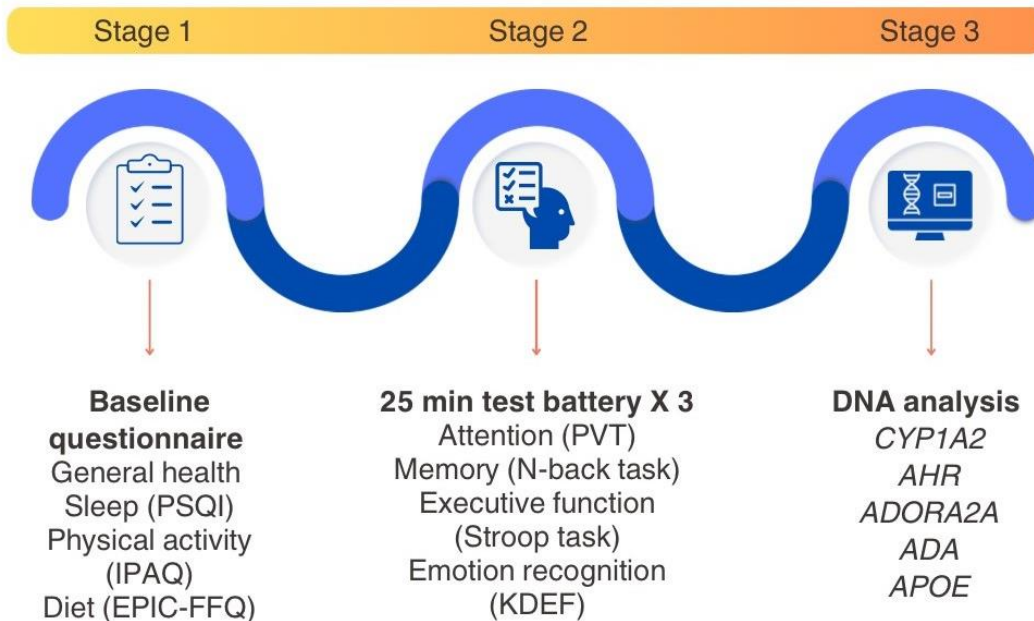 Stage 1
Stage 2
Stage 3
Baseline
questionnaire
General health
Sleep (PSQI)
Physical activity
(IPAQ)
Diet (EPIC-FFQ)
25 min test battery X 3
Attention (PVT)
Memory (N-back task)
Executive function
(Stroop task)
Emotion recognition
(KDEF)
DNA analysis
CYP1A2
AHR
ADORA2A
ADA
APOE